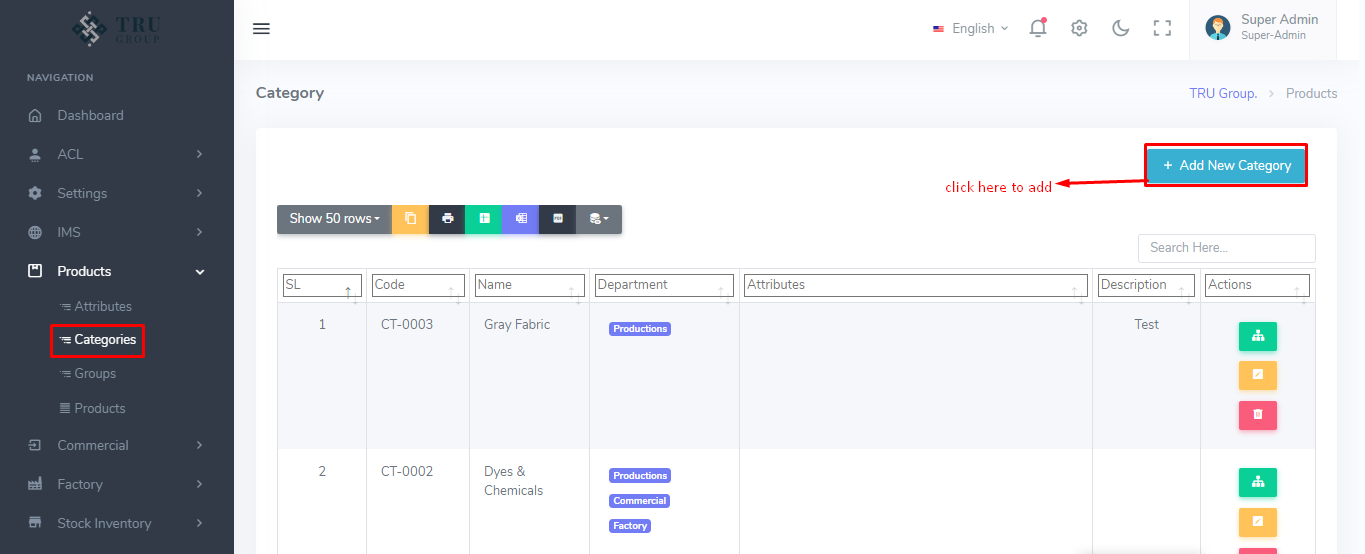 TRU
GROUP
English
Super Admin
Super-Admin
NAVIGATION
Dashboard
ACL
Settings
IMS
Products
Attributes
Categories
Groups
Products
Commercial
Factory
Stock Inventory
Category
TRU Group. > Products
+ Add New Category
click here to add
Show 50 rows
Search Here...
SL Code Name Department Attributes Description Actions
1 CT-0003 Gray Fabric Productions Test
2 CT-0002 Dyes & Productions
Chemicals
Commercial
Factory